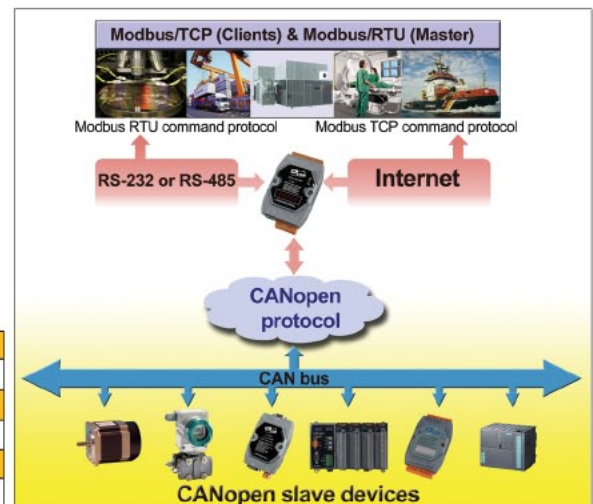 Modbus/TCP (Clients) & Modbus/RTU (Master)
Modbus RTU command protocol
Modbus TCP command protocol
RS-232 or RS-485
Internet
CANopen
protocol
CAN bus
CANopen slave devices